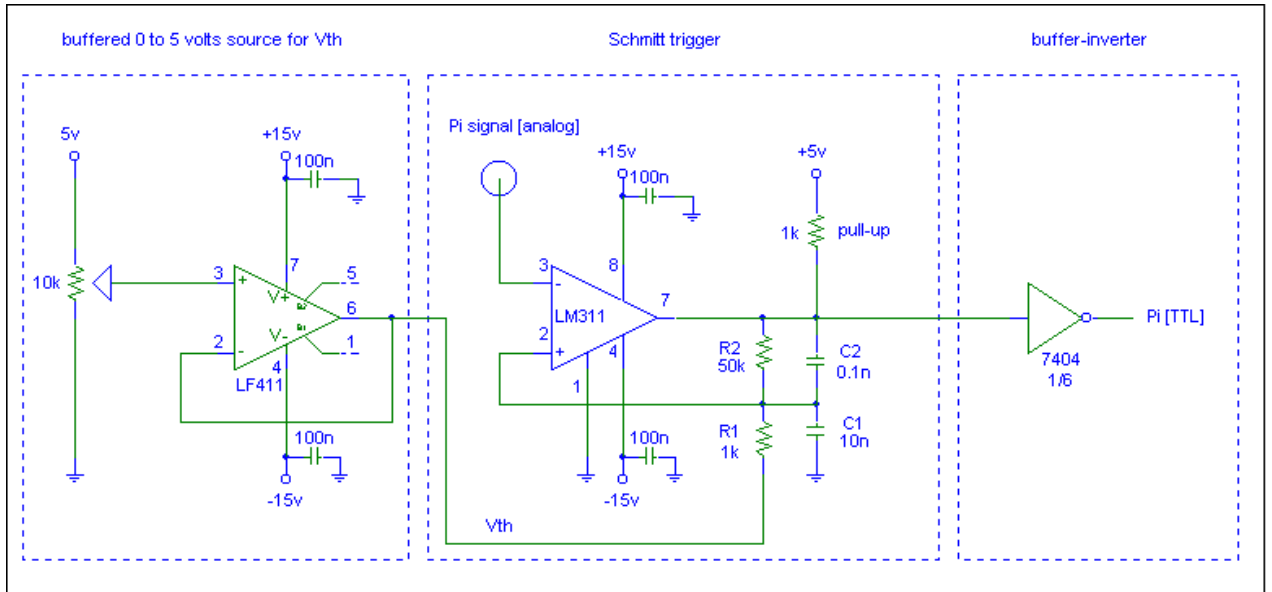 buffered 0 to 5 volts source for Vth
Schmitt trigger
buffer-inverter
5v
+15v
100n
10k
3
+
7
V+
5
6
2
-
V-
1
4
LF411
100n
-15v
Pi signal [analog]
+15v
100n
+5v
1k
pull-up
3
-
8
LM311
7
2
+
4
1
R2
50k
C2
0.1n
R1
1k
C1
10n
100n
-15v
Vth
Pi [TTL]
7404
1/6